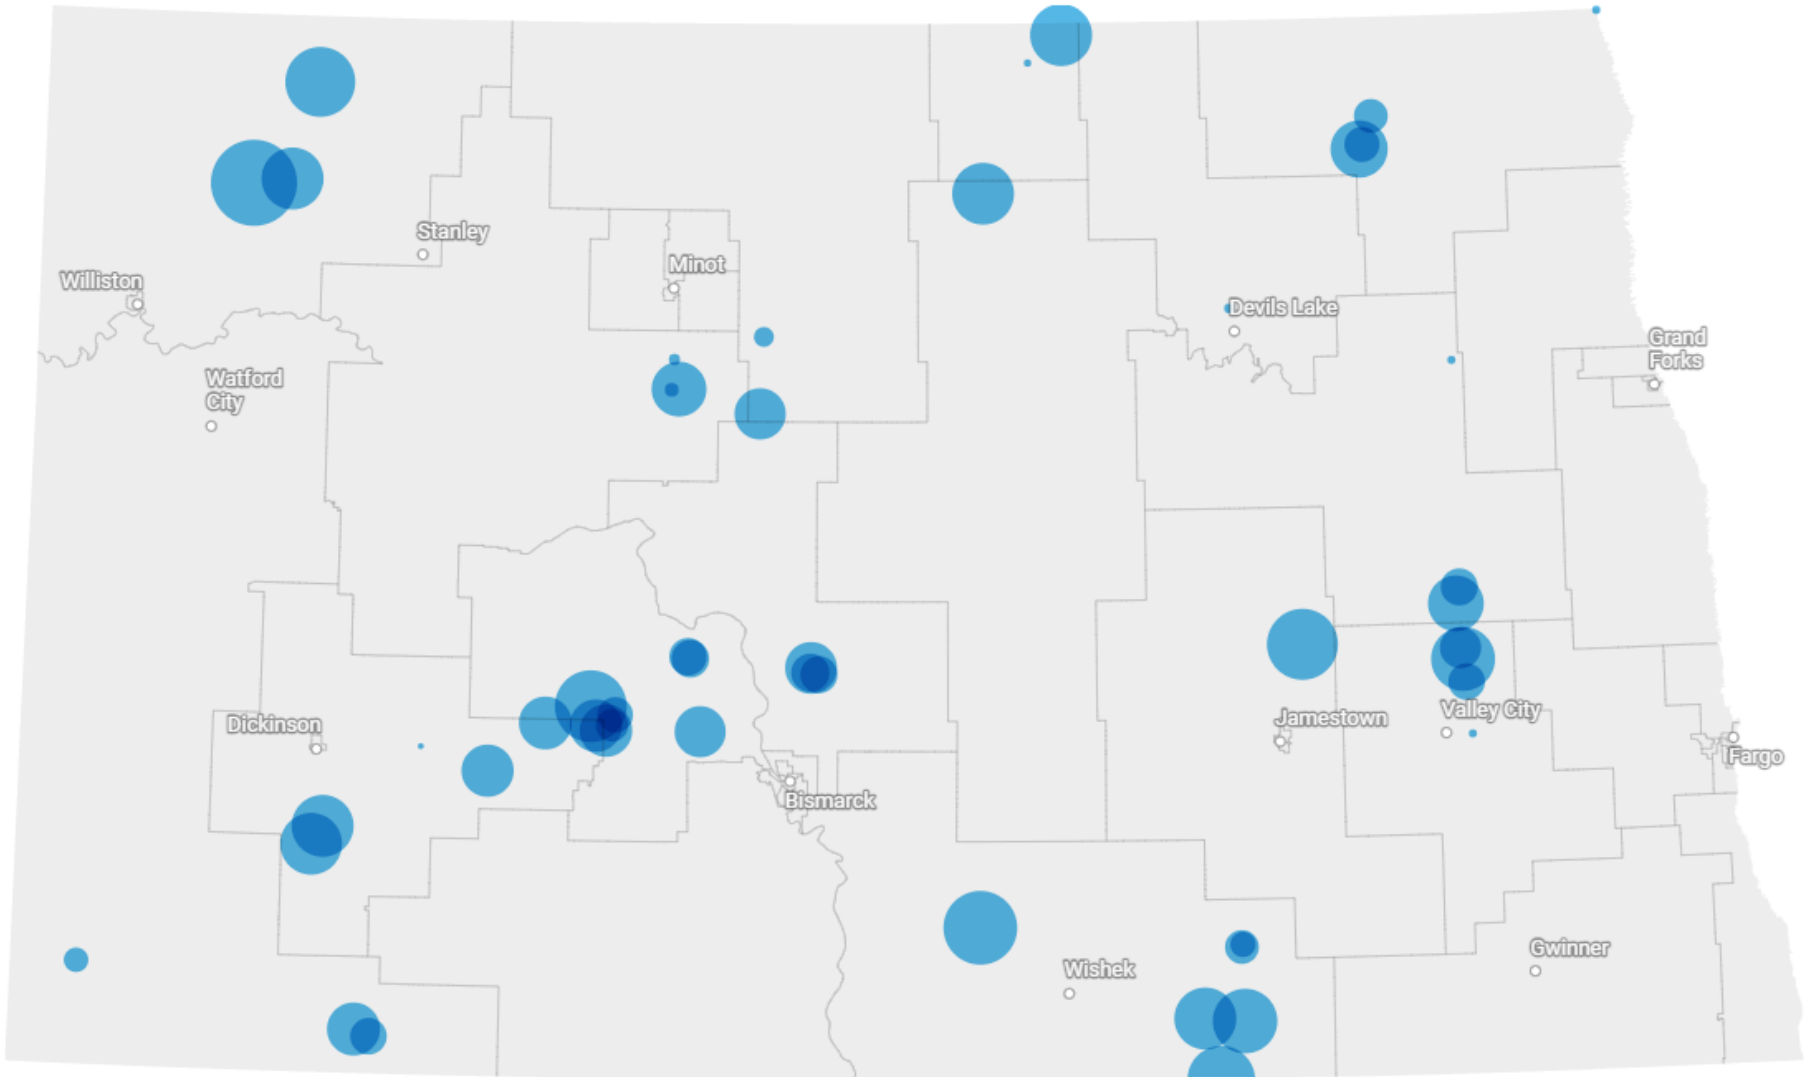 Stanley
Minot
Williston
Devils Lake
Grand
Forks
Watford
City
Dickinson
Jamestown
Valley City
Fargo
Bismarck
Gwinner
Wishek